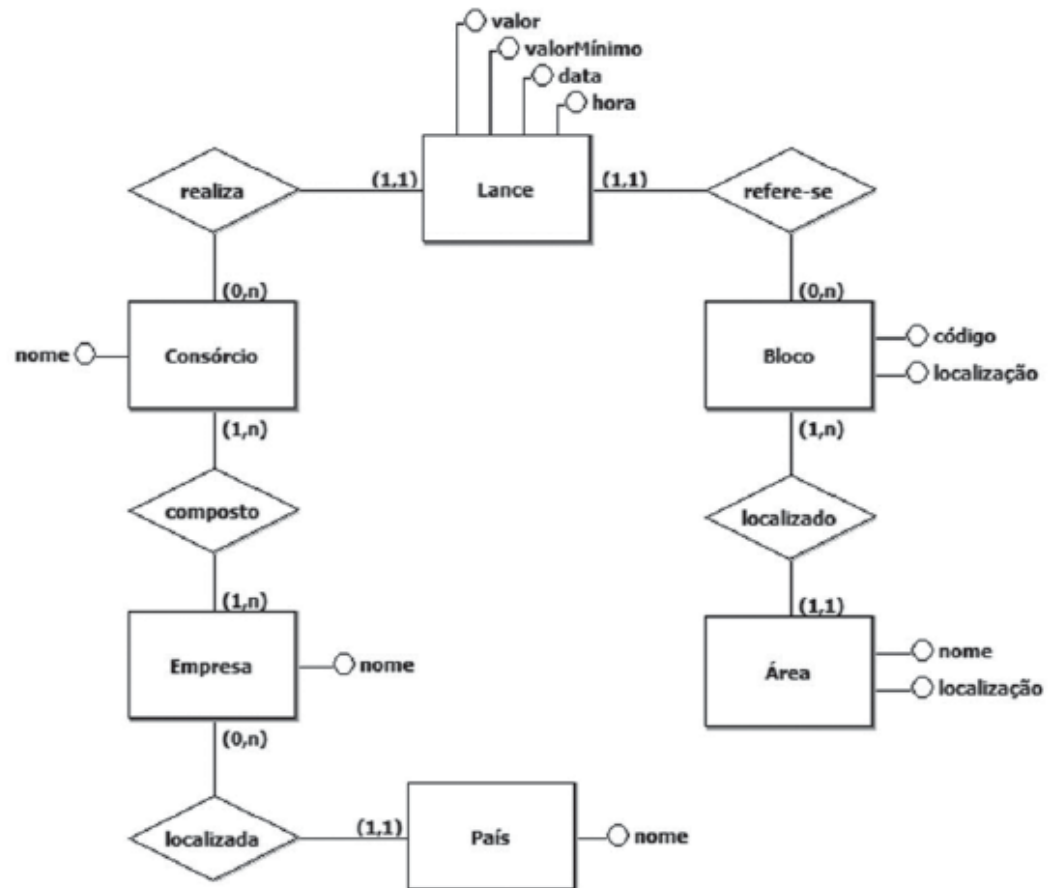 valor
valorMínimo
data
hora
realiza
(1,1)
Lance
(1,1)
refere-se
(0,n)
(0,n)
nome
Consórcio
Bloco
código
localização
(1,n)
(1,n)
composto
localizado
(1,n)
(1,1)
Empresa
nome
Área
nome
localização
(0,n)
localizada
(1,1)
País
nome